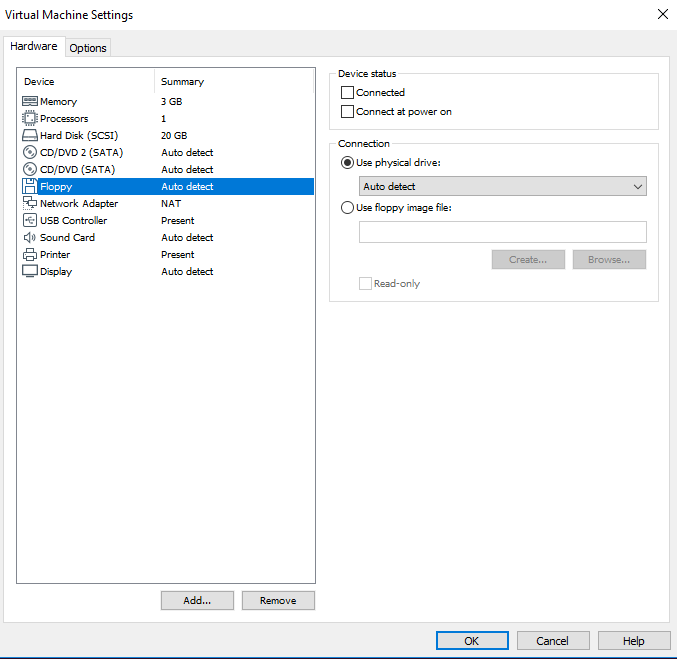 Virtual Machine Settings
Hardware Options
Device Summary
Memory 3 GB
Processors 1
Hard Disk (SCSI) 20 GB
CD/DVD 2 (SATA) Auto detect
CD/DVD (SATA) Auto detect
Floppy Auto detect
Network Adapter NAT
USB Controller Present
Sound Card Auto detect
Printer Present
Display Auto detect
Add... Remove
Device status
Connected
Connect at power on
Connection
Use physical drive:
Auto detect
Use floppy image file:
Create... Browse...
Read-only
OK Cancel Help